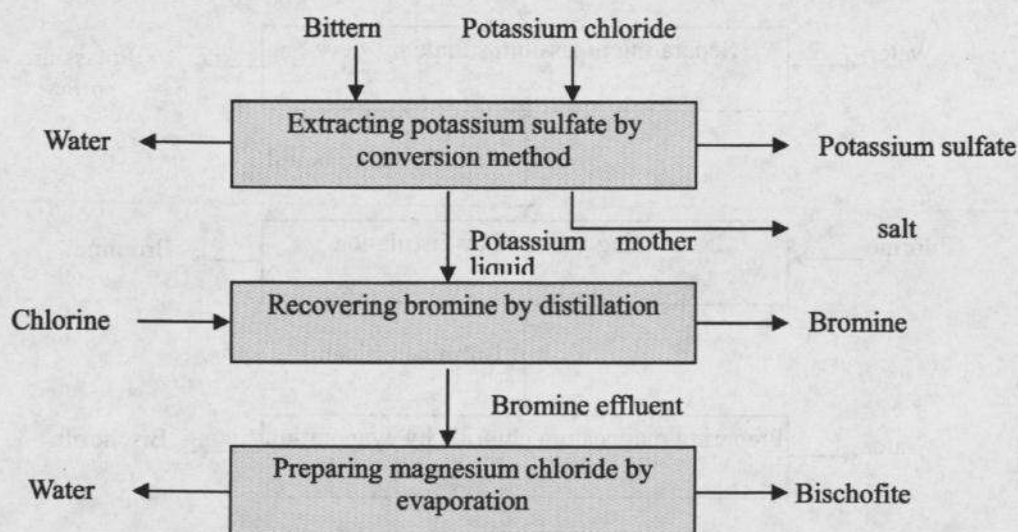 Bittern Potassium chloride
Water
Extracting potassium sulfate by
conversion method
Potassium sulfate
salt
Potassium mother
liquid
Chlorine
Recovering bromine by distillation
Bromine
Bromine effluent
Water
Preparing magnesium chloride by
evaporation
Bischofite